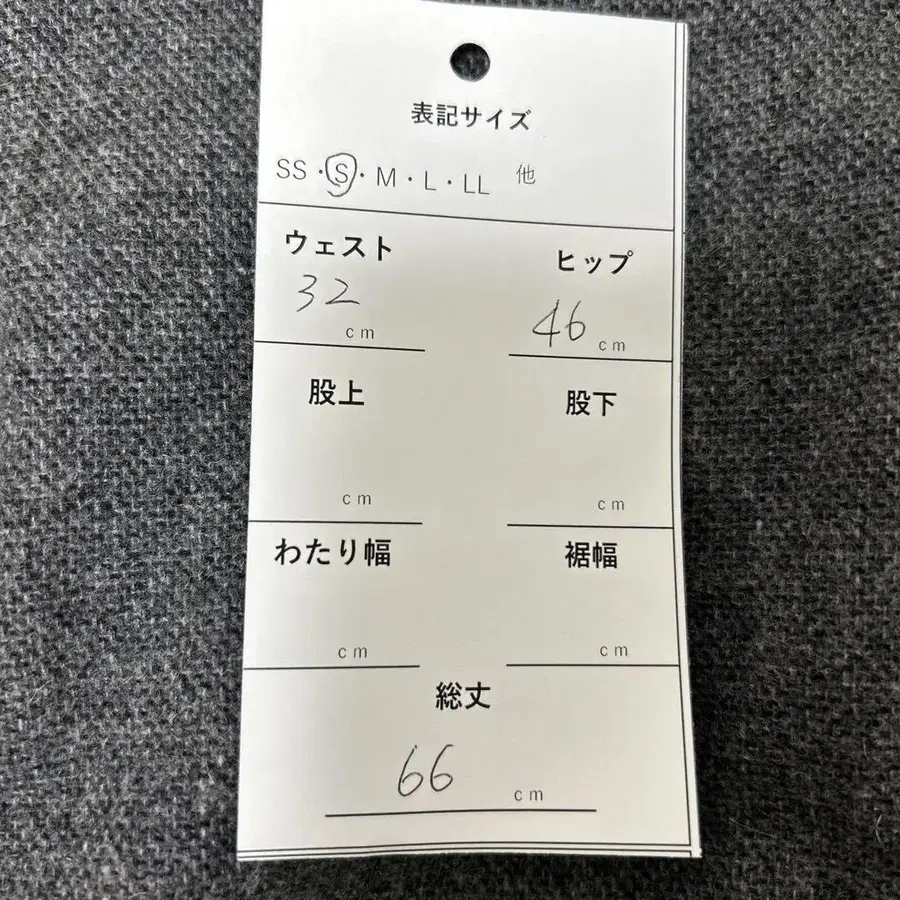 表記サイズ
SS・S・M・L・LL 他
ウェスト ヒップ
32 cm 46 cm
股上 股下
cm cm
わたり幅 裾幅
cm cm
総丈
66 cm